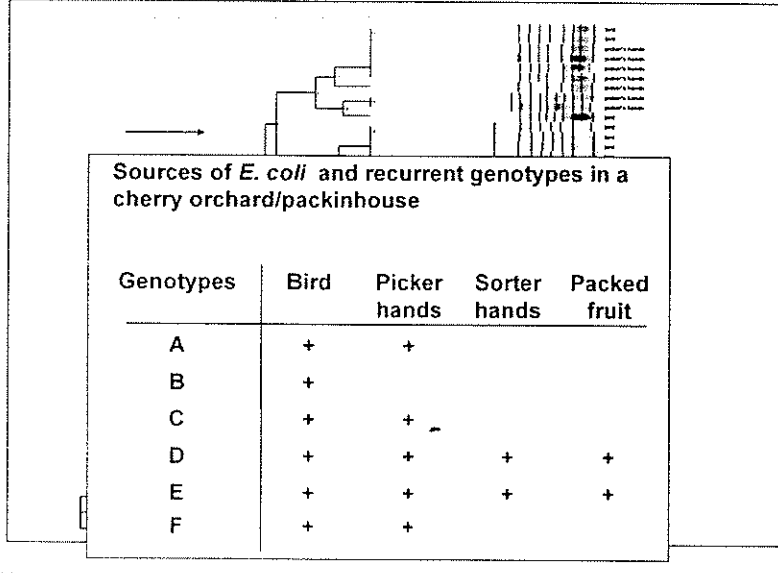 Sources of E. coli and recurrent genotypes in a
cherry orchard/packinhouse
Genotypes Bird Picker hands Sorter hands Packed fruit
A + +
B +
C + +
D + + + +
E + + + +
F + +